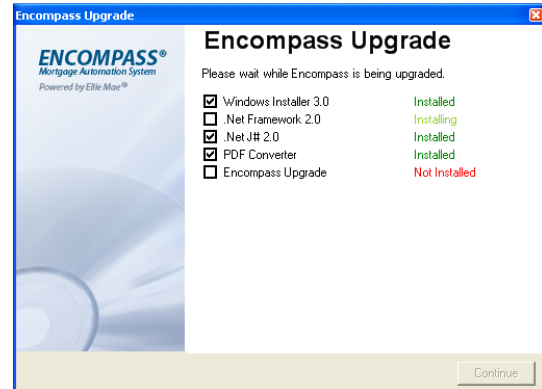 Encompass Upgrade
ENCOMPASS®
Mortgage Automation System
Powered by Ellie Mae®
Encompass Upgrade
Please wait while Encompass is being upgraded.
Windows Installer 3.0 Installed
.Net Framework 2.0 Installing
.Net J# 2.0 Installed
PDF Converter Installed
Encompass Upgrade Not Installed
Continue